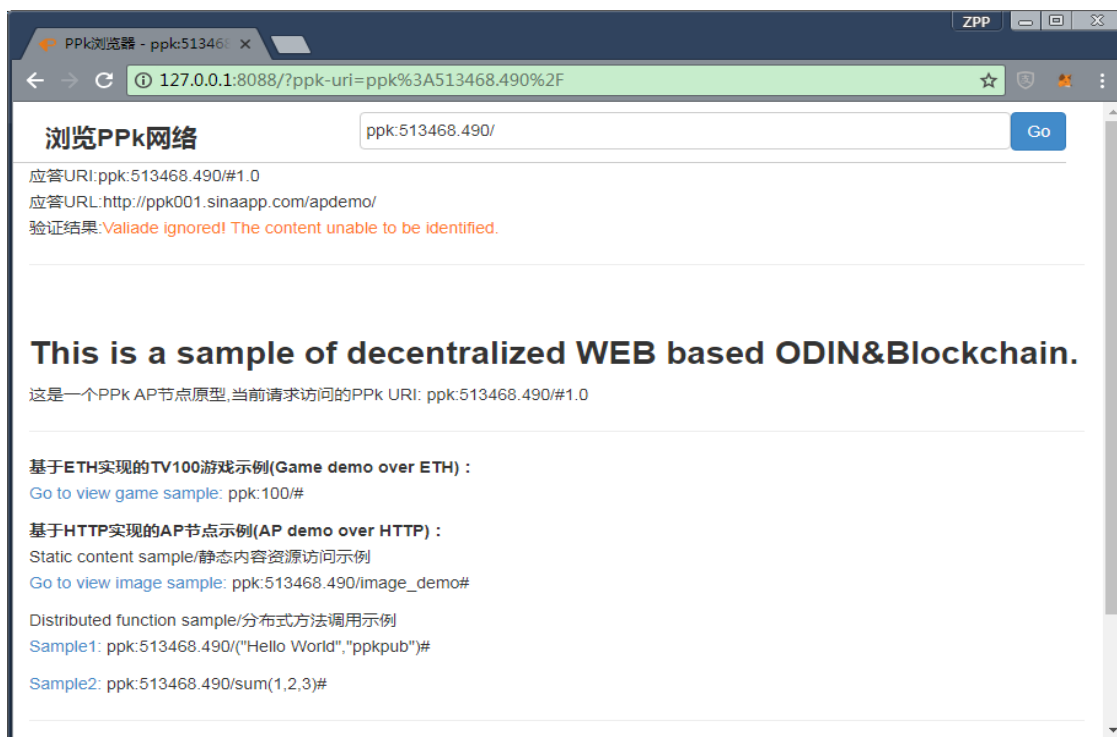 ZPP
PPk浏览器 - ppk:51346
127.0.0.1:8088/?ppk-uri=ppk%3A513468.490%2F
浏览PPk网络
ppk:513468.490/
Go
应答URI:ppk:513468.490/#1.0
应答URL:http://ppk001.sinaapp.com/apdemo/
验证结果:Valiade ignored! The content unable to be identified.
This is a sample of decentralized WEB based ODIN&Blockchain.
这是一个PPk AP节点原型,当前请求访问的PPk URI: ppk:513468.490/#1.0
基于ETH实现的TV100游戏示例(Game demo over ETH)：
Go to view game sample: ppk:100/#
基于HTTP实现的AP节点示例(AP demo over HTTP)：
Static content sample/静态内容资源访问示例
Go to view image sample: ppk:513468.490/image_demo#
Distributed function sample/分布式方法调用示例
Sample1: ppk:513468.490/("Hello World","ppkpub")#
Sample2: ppk:513468.490/sum(1,2,3)#